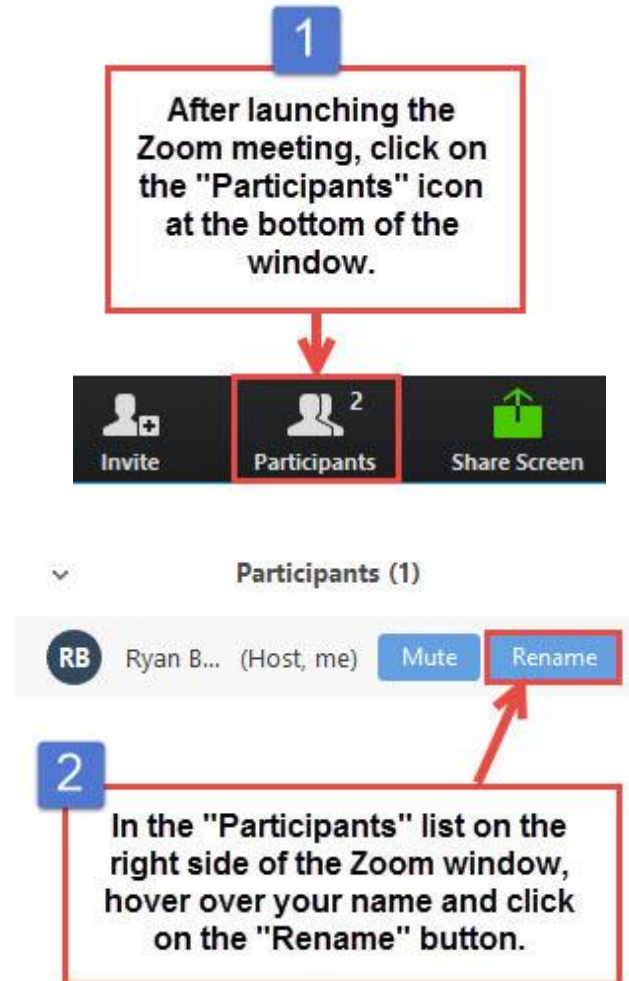 1
After launching the
Zoom meeting, click on
the "Participants" icon
at the bottom of the
window.
2
Invite Participants Share Screen
Participants (1)
RB Ryan B... (Host, me) Mute Rename
2
In the "Participants" list on the
right side of the Zoom window,
hover over your name and click
on the "Rename" button.